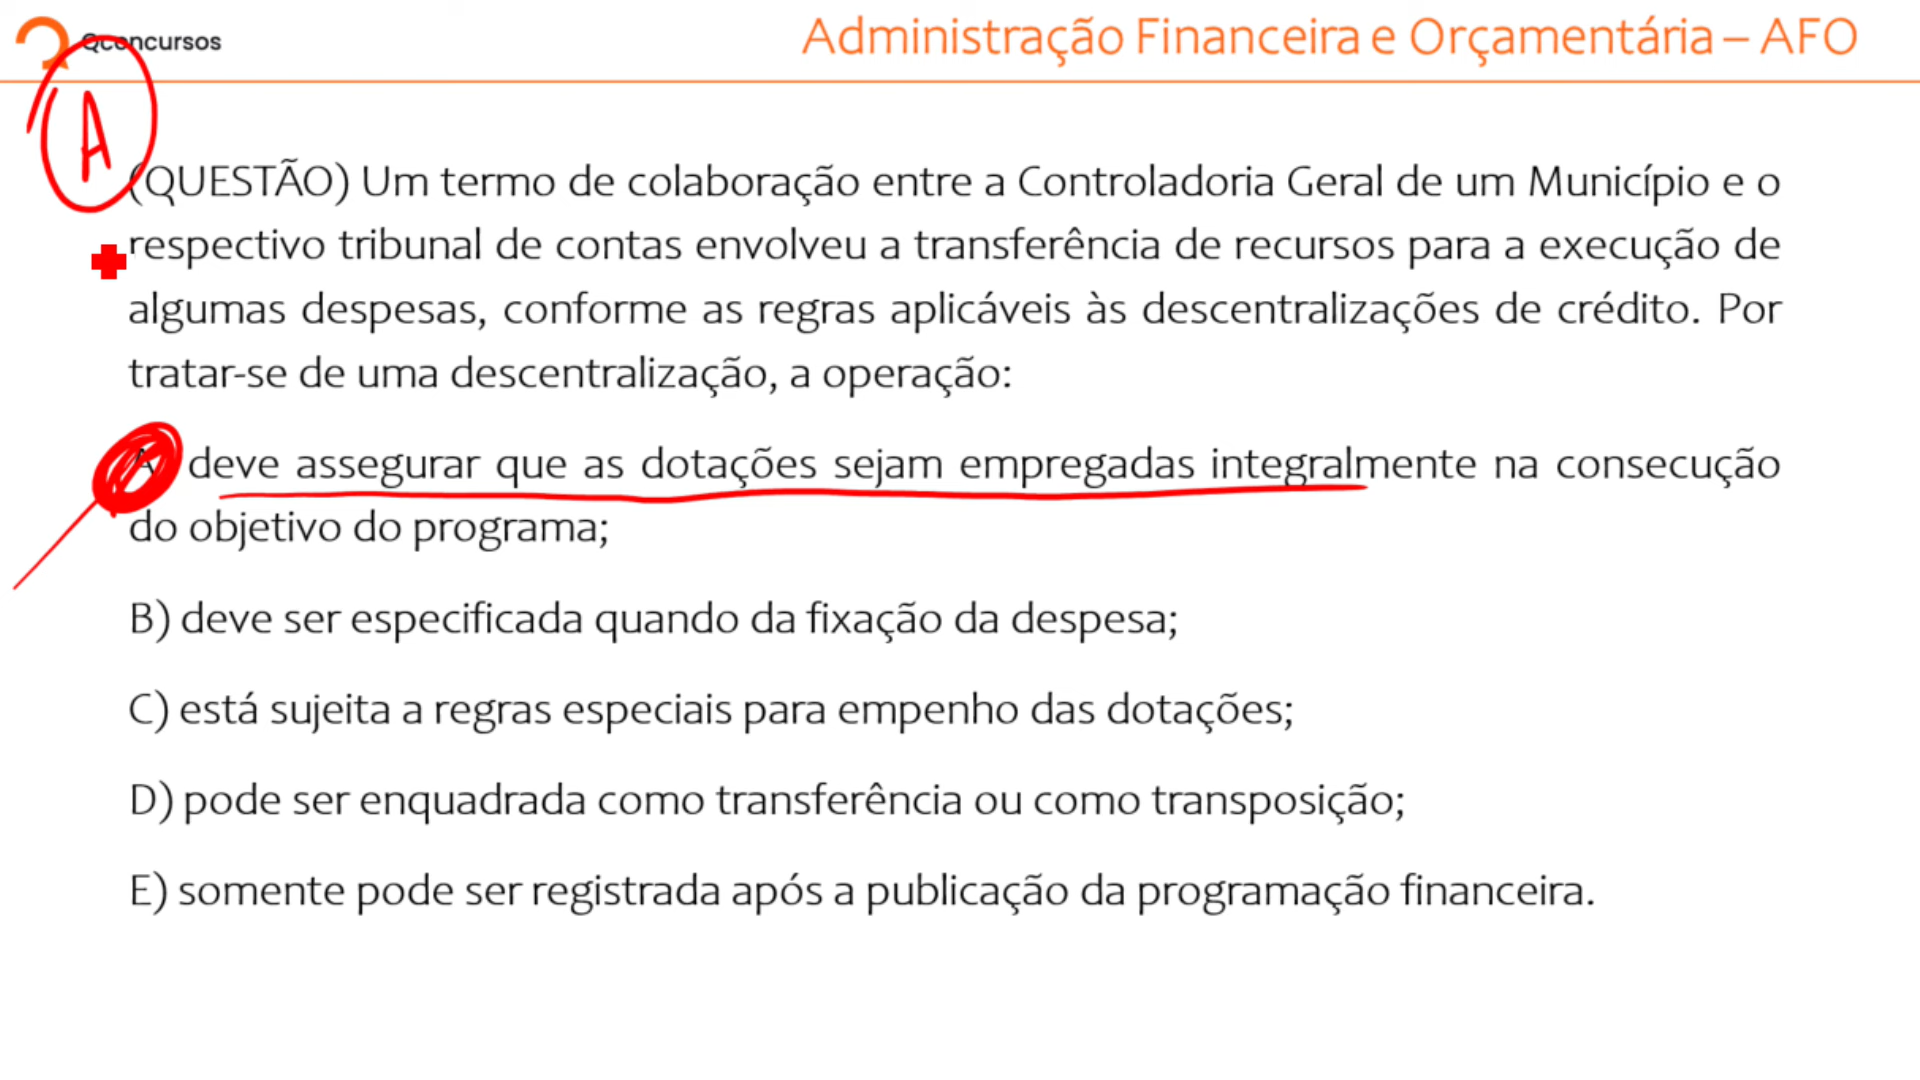 Qconcursos
Administração Financeira e Orçamentária – AFO
A
(QUESTÃO) Um termo de colaboração entre a Controladoria Geral de um Município e o
respectivo tribunal de contas envolveu a transferência de recursos para a execução de
algumas despesas, conforme as regras aplicáveis às descentralizações de crédito. Por
tratar-se de uma descentralização, a operação:
A) deve assegurar que as dotações sejam empregadas integralmente na consecução
do objetivo do programa;
B) deve ser especificada quando da fixação da despesa;
C) está sujeita a regras especiais para empenho das dotações;
D) pode ser enquadrada como transferência ou como transposição;
E) somente pode ser registrada após a publicação da programação financeira.